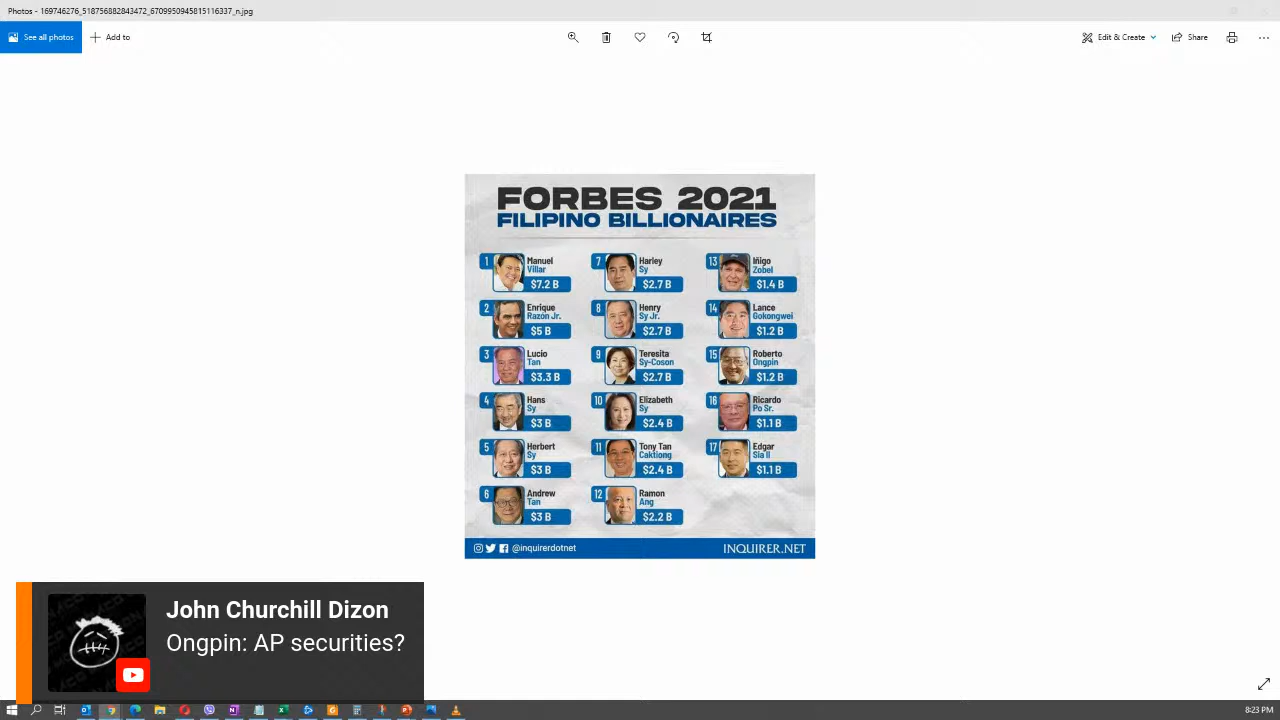 Photos - 169746276_518756882843472_6709950945815116337_n.jpg
See all photos
Add to
Edit & Create
Share
FORBES 2021
FILIPINO BILLIONAIRES
1
Manuel
Villar
$7.2 B
2
Enrique
Razon Jr.
$5 B
3
Lucio
Tan
$3.3 B
4
Hans
Sy
$3 B
5
Herbert
Sy
$3 B
6
Andrew
Tan
$3 B
7
Harley
Sy
$2.7 B
8
Henry
Sy Jr.
$2.7 B
9
Teresita
Sy-Coson
$2.7 B
10
Elizabeth
Sy
$2.4 B
11
Tony Tan
Caktiong
$2.4 B
12
Ramon
Ang
$2.2 B
13
Iñigo
Zobel
$1.4 B
14
Lance
Gokongwei
$1.2 B
15
Roberto
Ongpin
$1.2 B
16
Ricardo
Po Sr.
$1.1 B
17
Edgar
Sia II
$1.1 B
@inquirerdotnet
INQUIRER.NET
John Churchill Dizon
Ongpin: AP securities?
8:23 PM